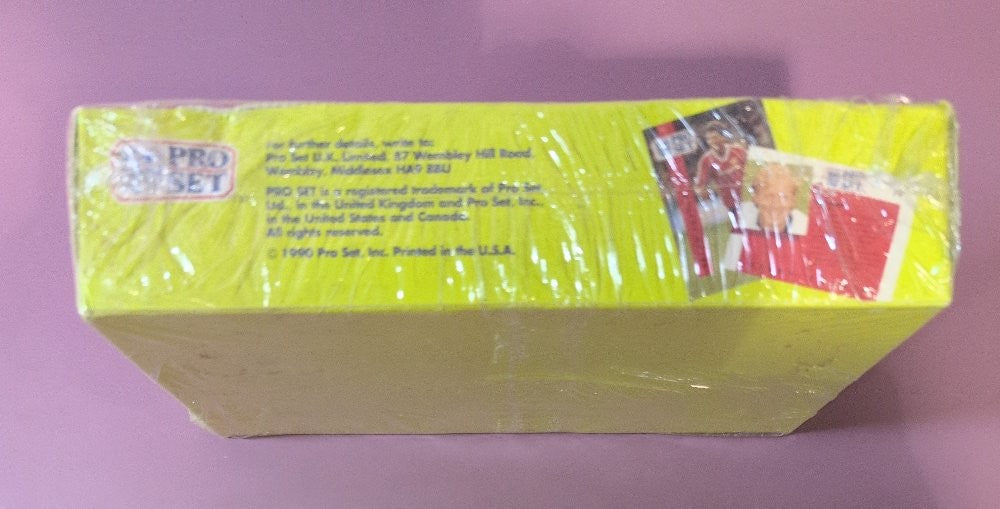 PRO
SET
For further details, write to:
Pro Set U.K. Limited. 87 Wembley Hill Road.
Wembley, Middlesex HA9 8BU
PRO SET is a registered trademark of Pro Set
Ltd., in the United Kingdom and Pro Set, Inc.,
in the United States and Canada.
All rights reserved.
© 1990 Pro Set, Inc. Printed in the U.S.A.